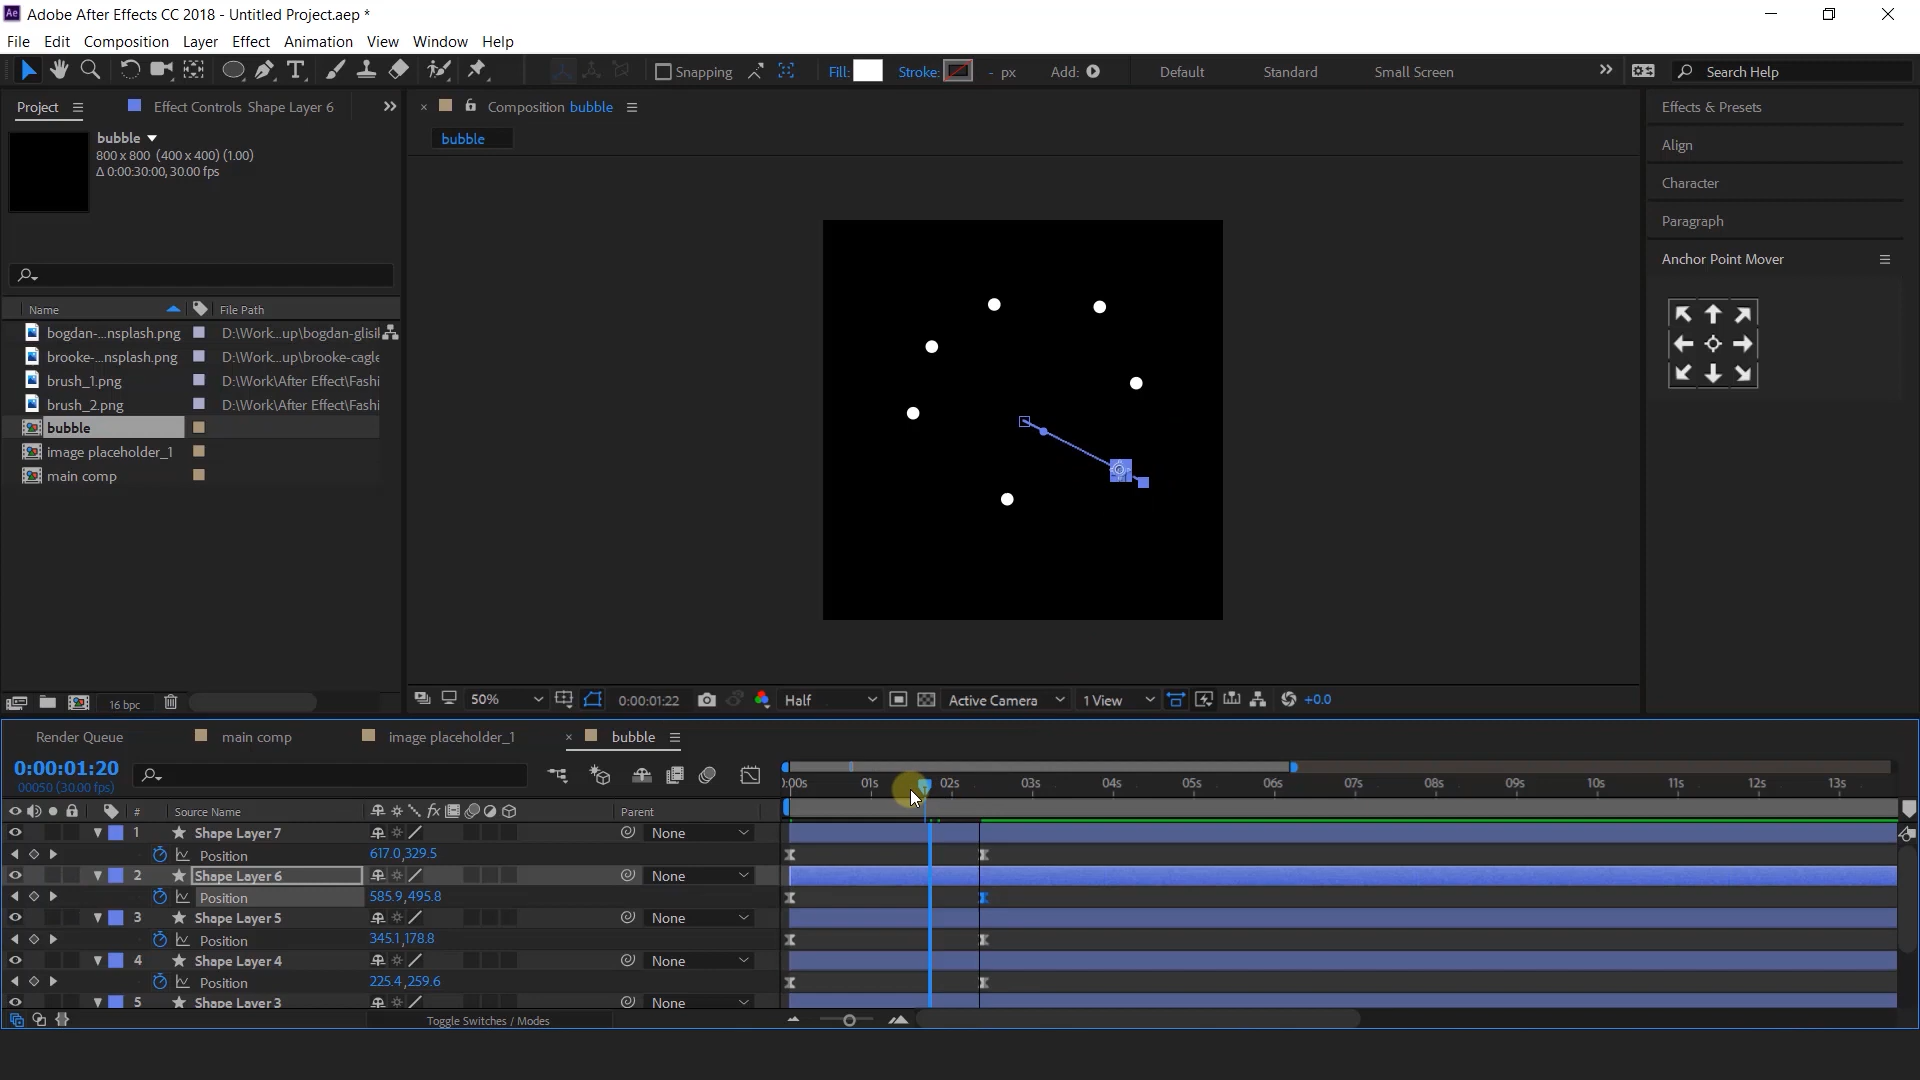 Ae Adobe After Effects CC 2018 - Untitled Project.aep *
File Edit Composition Layer Effect Animation View Window Help
Snapping Fill: Stroke: - px Add: Default Standard Small Screen Search Help
Project Effect Controls Shape Layer 6 Composition bubble Effects & Presets
bubble
800 x 800 (400 x 400) (1.00)
Δ 0:00:30:00, 30.00 fps
bubble
Align
Character
Paragraph
Anchor Point Mover
Name File Path
bogdan-...nsplash.png D:\Work...up\bogdan-glisil
brooke-...nsplash.png D:\Work...up\brooke-cagle
brush_1.png D:\Work\After Effect\Fashi
brush_2.png D:\Work\After Effect\Fashi
bubble
image placeholder_1
main comp
16 bpc 50% 0:00:01:22 Half Active Camera 1 View +0.0
Render Queue main comp image placeholder_1 bubble
0:00:01:20
00050 (30.00 fps)
):00s 01s 02s 03s 04s 05s 06s 07s 08s 09s 10s 11s 12s 13s
# Source Name fx Parent
1 Shape Layer 7 None
Position 617.0,329.5
2 Shape Layer 6 None
Position 585.9,495.8
3 Shape Layer 5 None
Position 345.1,178.8
4 Shape Layer 4 None
Position 225.4,259.6
5 Shape Layer 3 None
Toggle Switches / Modes